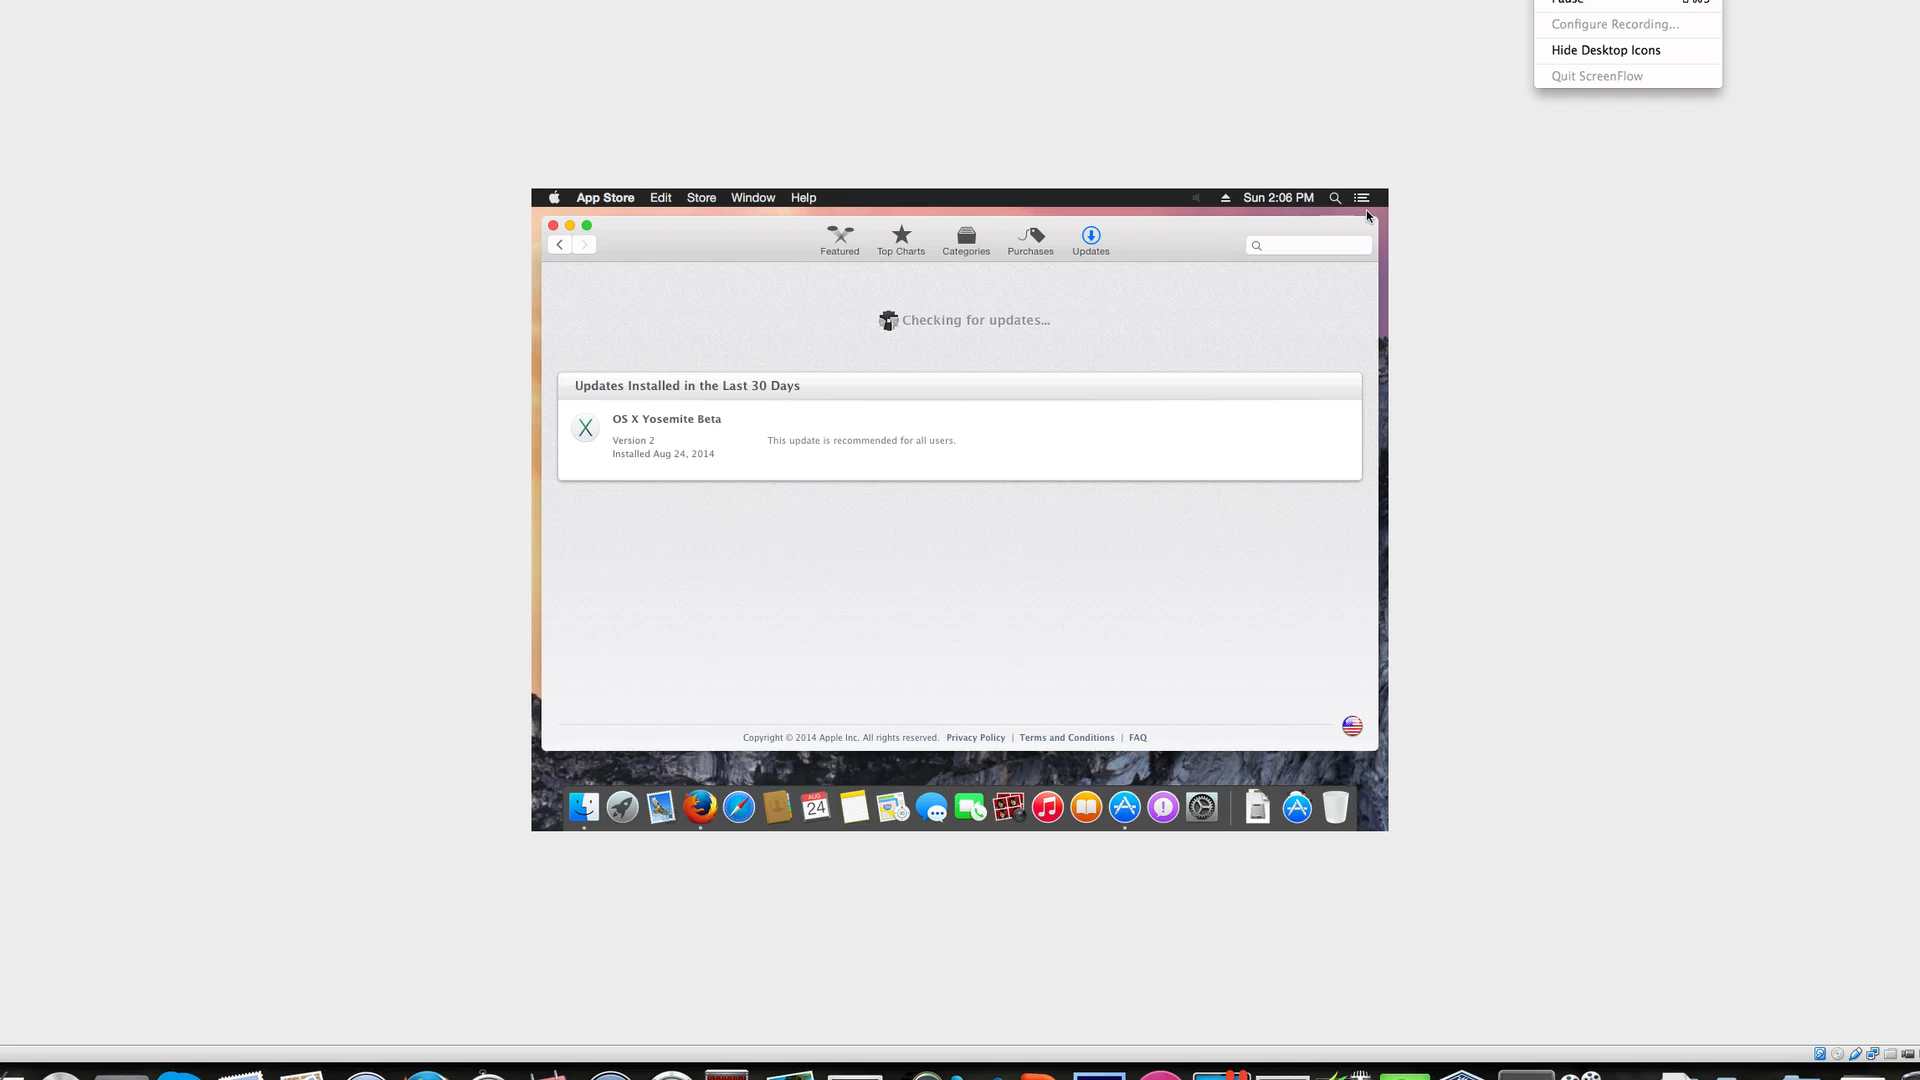 Pause
Configure Recording...
Hide Desktop Icons
Quit ScreenFlow
App Store Edit Store Window Help Sun 2:06 PM
Featured Top Charts Categories Purchases Updates
Checking for updates...
Updates Installed in the Last 30 Days
OS X Yosemite Beta
Version 2 This update is recommended for all users.
Installed Aug 24, 2014
Copyright © 2014 Apple Inc. All rights reserved. Privacy Policy | Terms and Conditions | FAQ
AUG
24